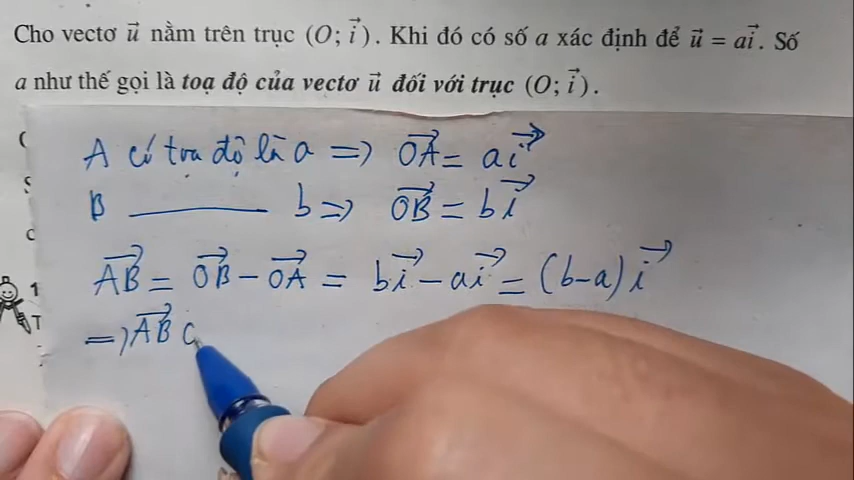 Cho vectơ u⃗ nằm trên trục (O; i⃗). Khi đó có số a xác định để u⃗ = ai⃗. Số
a như thế gọi là toạ độ của vectơ u⃗ đối với trục (O; i⃗).
A có tọa độ là a => OA⃗ = ai⃗
B ——— b => OB⃗ = bi⃗
AB⃗ = OB⃗ - OA⃗ = bi⃗ - ai⃗ = (b-a)i⃗
=> AB⃗ c
1
T